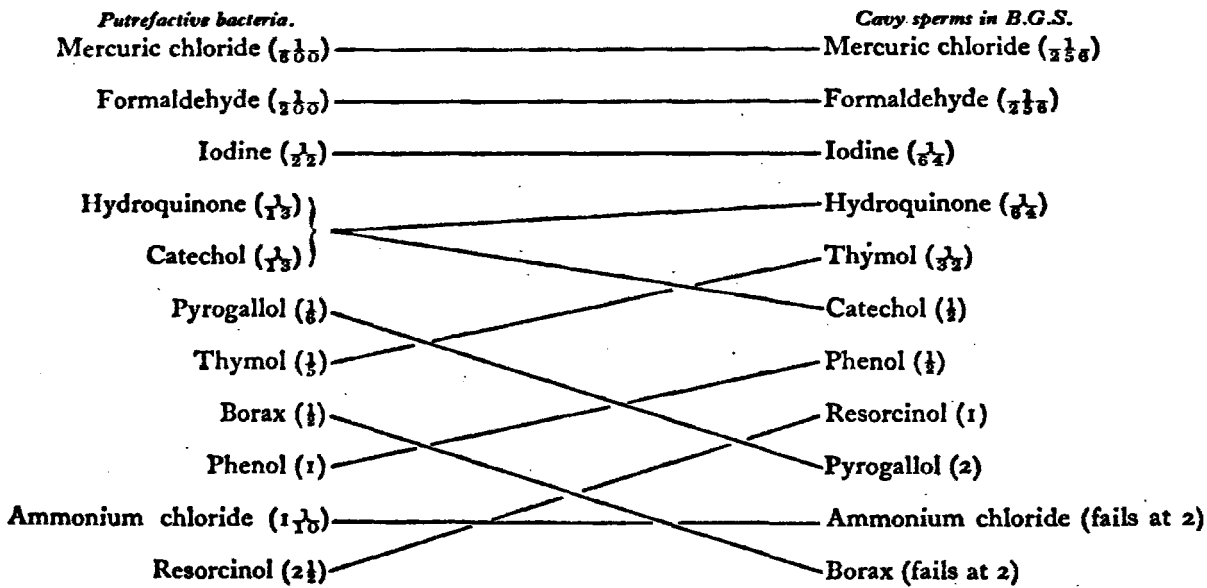 Putrefactive bacteria. Cavy sperms in B.G.S.
Mercuric chloride (1/600) Mercuric chloride (1/256)
Formaldehyde (1/200) Formaldehyde (1/256)
Iodine (1/22) Iodine (1/64)
Hydroquinone (1/13) Hydroquinone (1/64)
Catechol (1/13) Thymol (1/32)
Pyrogallol (1/6) Catechol (1/2)
Thymol (1/5) Phenol (1/2)
Borax (1/2) Resorcinol (1)
Phenol (1) Pyrogallol (2)
Ammonium chloride (1 1/10) Ammonium chloride (fails at 2)
Resorcinol (2 1/2) Borax (fails at 2)